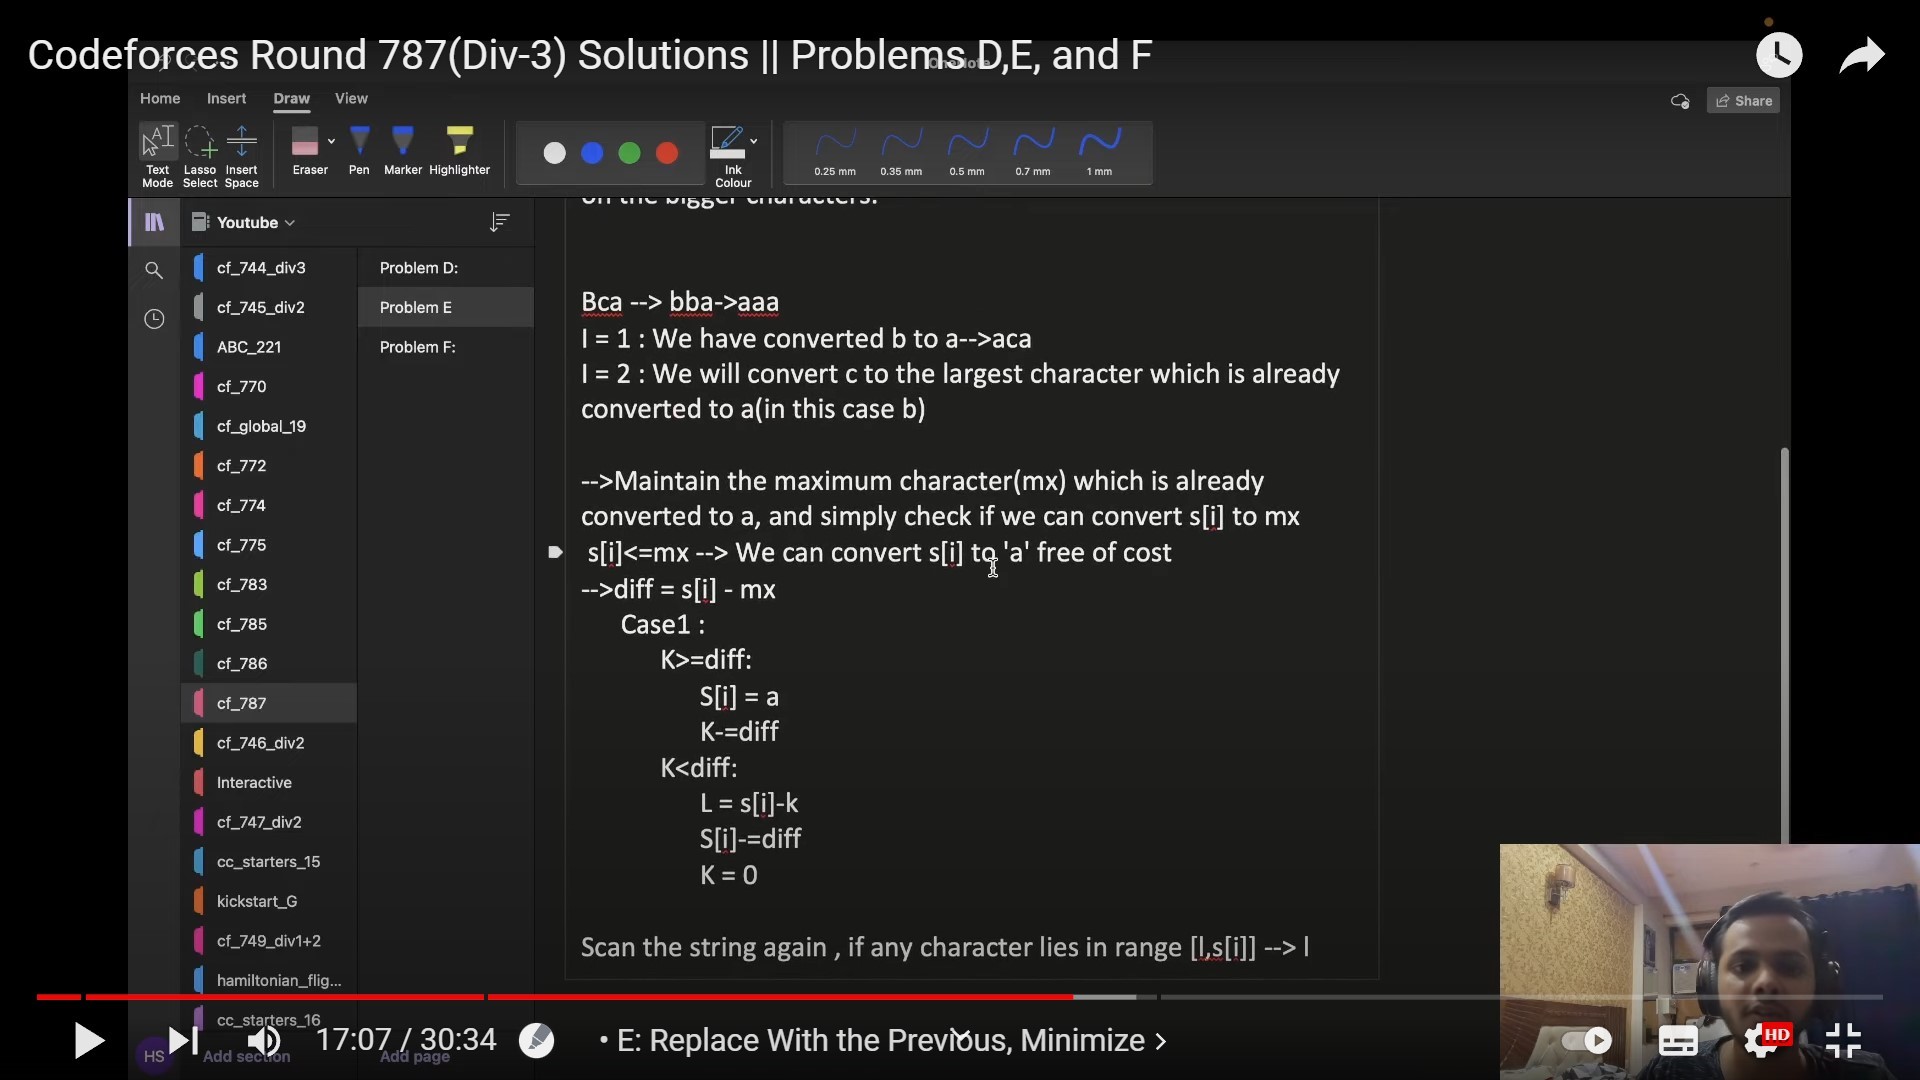 Codeforces Round 787(Div-3) Solutions || Problems D,E, and F
Home Insert Draw View
Share
Text Mode
Lasso Select
Insert Space
Eraser
Pen
Marker
Highlighter
Ink Colour
0.25 mm
0.35 mm
0.5 mm
0.7 mm
1 mm
Youtube
cf_744_div3
cf_745_div2
ABC_221
cf_770
cf_global_19
cf_772
cf_774
cf_775
cf_783
cf_785
cf_786
cf_787
cf_746_div2
Interactive
cf_747_div2
cc_starters_15
kickstart_G
cf_749_div1+2
hamiltonian_flig...
cc_starters_16
Add section
Problem D:
Problem E
Problem F:
Add page
on the bigger characters.
Bca --> bba->aaa
I = 1 : We have converted b to a-->aca
I = 2 : We will convert c to the largest character which is already
converted to a(in this case b)
-->Maintain the maximum character(mx) which is already
converted to a, and simply check if we can convert s[i] to mx
s[i]<=mx --> We can convert s[i] to 'a' free of cost
-->diff = s[i] - mx
Case1 :
K>=diff:
S[i] = a
K-=diff
K<diff:
L = s[i]-k
S[i]-=diff
K = 0
Scan the string again , if any character lies in range [l,s[i]] --> l
HS
17:07 / 30:34
• E: Replace With the Previous, Minimize >
HD